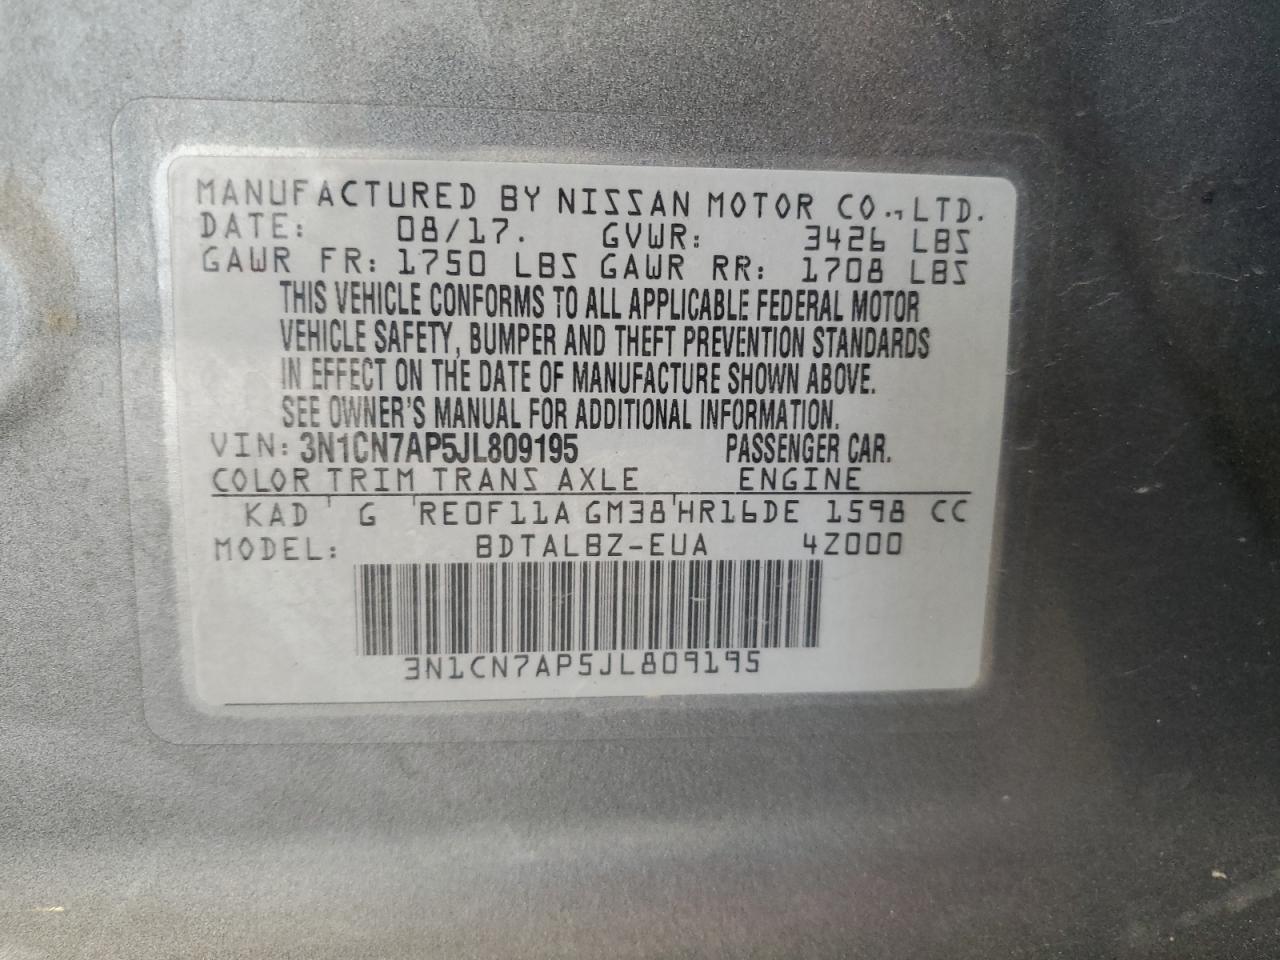 MANUFACTURED BY NISSAN MOTOR CO., LTD.
DATE: 08/17. GVWR: 3426 LBS
GAWR FR: 1750 LBS GAWR RR: 1708 LBS
THIS VEHICLE CONFORMS TO ALL APPLICABLE FEDERAL MOTOR
VEHICLE SAFETY, BUMPER AND THEFT PREVENTION STANDARDS
IN EFFECT ON THE DATE OF MANUFACTURE SHOWN ABOVE.
SEE OWNER'S MANUAL FOR ADDITIONAL INFORMATION.
VIN: 3N1CN7AP5JL809195 PASSENGER CAR.
COLOR TRIM TRANS AXLE ENGINE
KAD ' G 'RE0F11A GM38'HR16DE 1598 CC
MODEL: BDTALBZ-EUA 4Z000
3N1CN7AP5JL809195